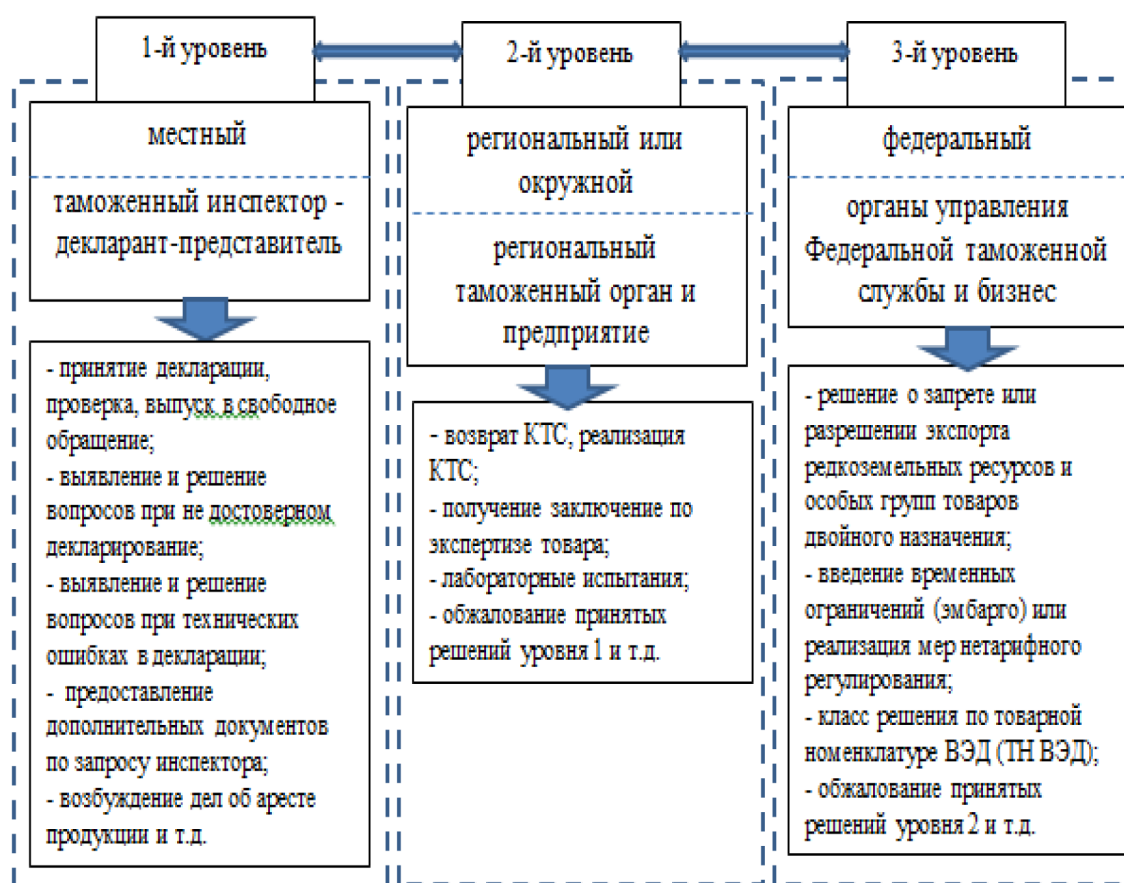 1-й уровень
местный
таможенный инспектор -
декларант-представитель
- принятие декларации,
проверка, выпуск в свободное
обращение;
- выявление и решение
вопросов при не достоверном
декларирование;
- выявление и решение
вопросов при технических
ошибках в декларации;
- предоставление
дополнительных документов
по запросу инспектора;
- возбуждение дел об аресте
продукции и т.д.
2-й уровень
региональный или
окружной
региональный
таможенный орган и
предприятие
- возврат КТС, реализация
КТС;
- получение заключение по
экспертизе товара;
- лабораторные испытания;
- обжалование принятых
решений уровня 1 и т.д.
3-й уровень
федеральный
органы управления
Федеральной таможенной
службы и бизнес
- решение о запрете или
разрешении экспорта
редкоземельных ресурсов и
особых групп товаров
двойного назначения;
- введение временных
ограничений (эмбарго) или
реализация мер нетарифного
регулирования;
- класс решения по товарной
номенклатуре ВЭД (ТН ВЭД);
- обжалование принятых
решений уровня 2 и т.д.